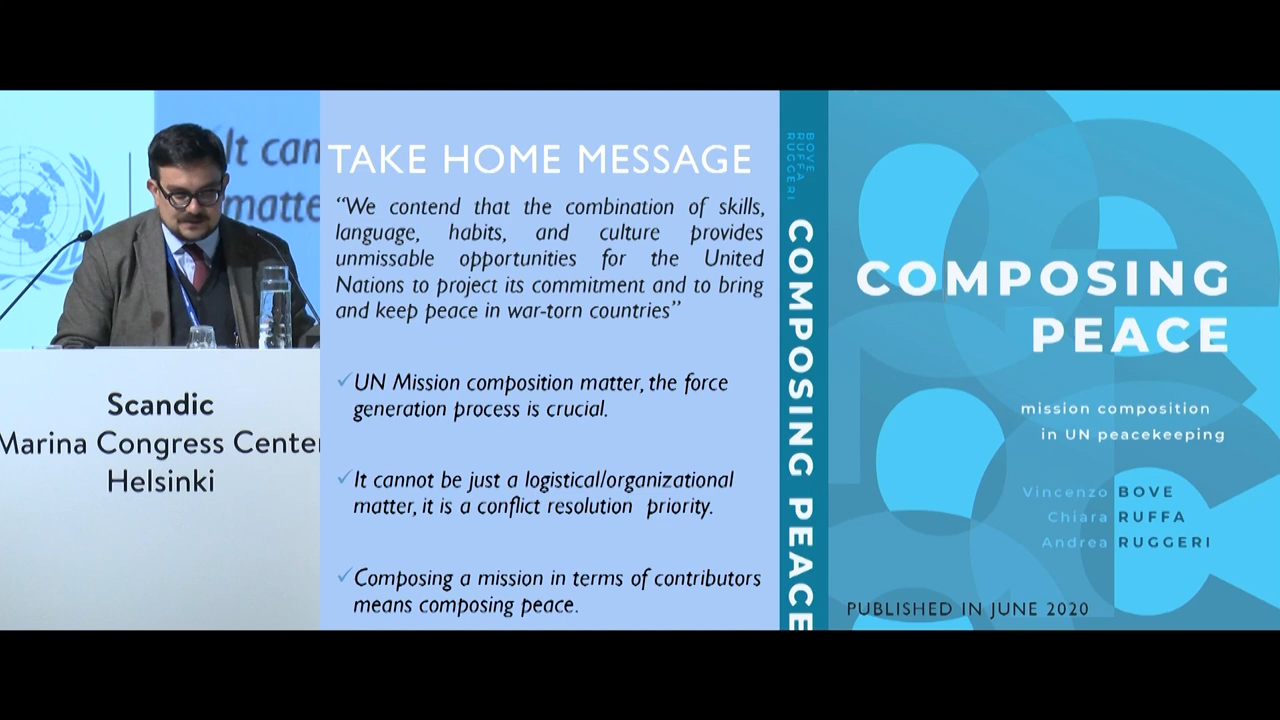 lt can
matte
Scandic
Marina Congress Center
Helsinki
TAKE HOME MESSAGE
“We contend that the combination of skills,
language, habits, and culture provides
unmissable opportunities for the United
Nations to project its commitment and to bring
and keep peace in war-torn countries”
UN Mission composition matter, the force
generation process is crucial.
It cannot be just a logistical/organizational
matter, it is a conflict resolution priority.
Composing a mission in terms of contributors
means composing peace.
BOVE
RUFFA
RUGGERI
COMPOSING PEACE
COMPOSING
PEACE
mission composition
in UN peacekeeping
Vincenzo BOVE
Chiara RUFFA
Andrea RUGGERI
PUBLISHED IN JUNE 2020